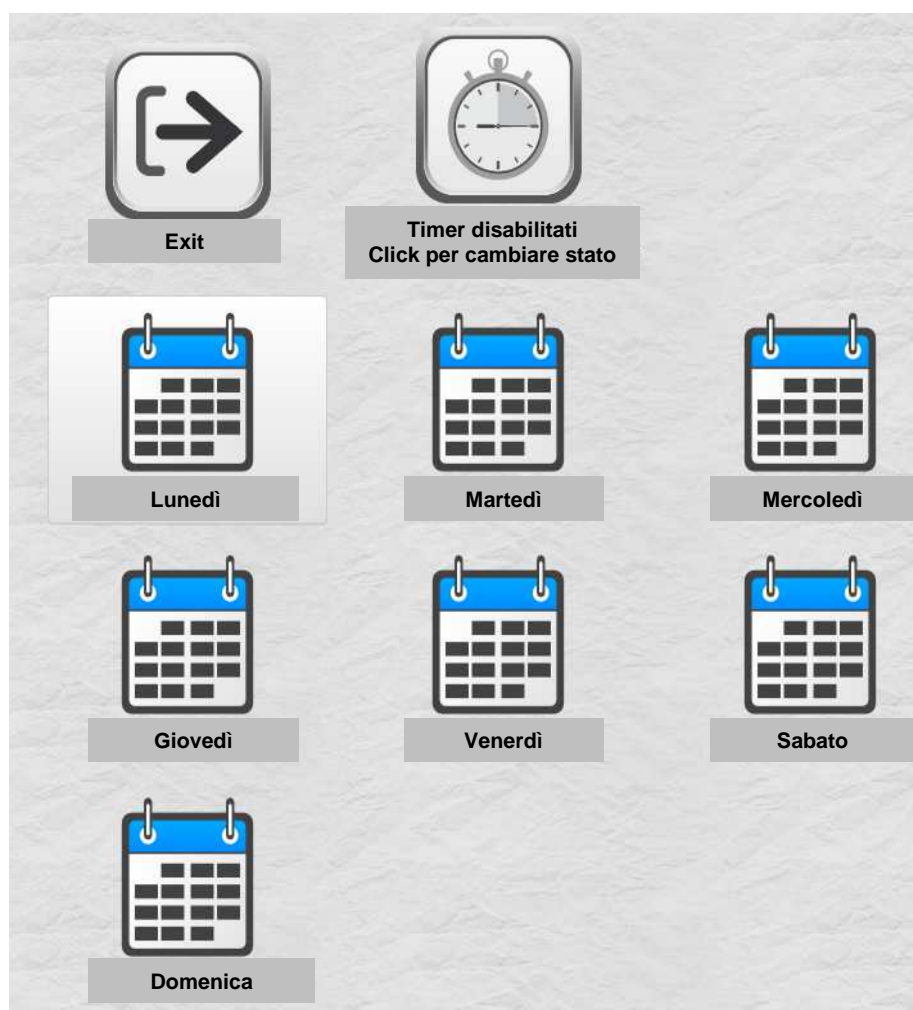 Exit
Timer disabilitati
Click per cambiare stato
Lunedì
Martedì
Mercoledì
Giovedì
Venerdì
Sabato
Domenica